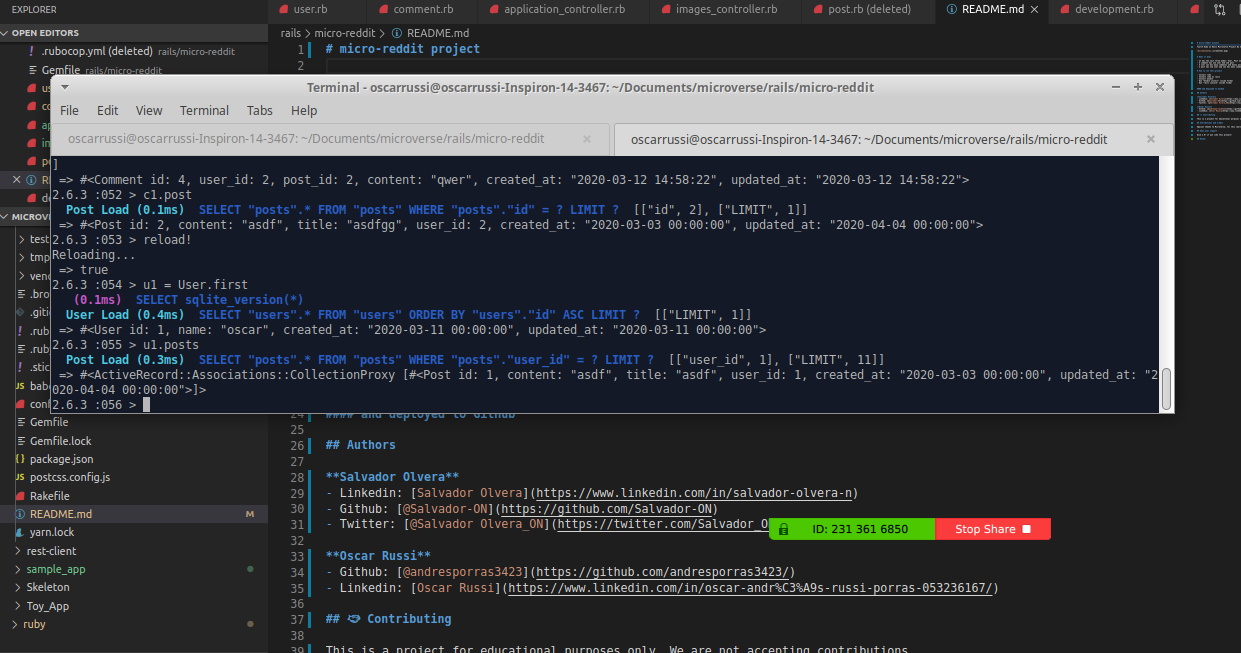 EXPLORER
user.rb
comment.rb
application_controller.rb
images_controller.rb
post.rb (deleted)
README.md
development.rb
OPEN EDITORS
.rubocop.yml (deleted) rails/micro-reddit
Gemfile rails/micro-reddit
rails > micro-reddit > README.md
1 # micro-reddit project
2
Terminal - oscarrussi@oscarrussi-Inspiron-14-3467: ~/Documents/microverse/rails/micro-reddit
File Edit View Terminal Tabs Help
oscarrussi@oscarrussi-Inspiron-14-3467: ~/Documents/microverse/rails/micro-reddit
oscarrussi@oscarrussi-Inspiron-14-3467: ~/Documents/microverse/rails/micro-reddit
]
=> #<Comment id: 4, user_id: 2, post_id: 2, content: "qwer", created_at: "2020-03-12 14:58:22", updated_at: "2020-03-12 14:58:22">
2.6.3 :052 > c1.post
Post Load (0.1ms) SELECT "posts".* FROM "posts" WHERE "posts"."id" = ? LIMIT ? [["id", 2], ["LIMIT", 1]]
=> #<Post id: 2, content: "asdf", title: "asdfgg", user_id: 2, created_at: "2020-03-03 00:00:00", updated_at: "2020-04-04 00:00:00">
2.6.3 :053 > reload!
Reloading...
=> true
2.6.3 :054 > u1 = User.first
(0.1ms) SELECT sqlite_version(*)
User Load (0.4ms) SELECT "users".* FROM "users" ORDER BY "users"."id" ASC LIMIT ? [["LIMIT", 1]]
=> #<User id: 1, name: "oscar", created_at: "2020-03-11 00:00:00", updated_at: "2020-03-11 00:00:00">
2.6.3 :055 > u1.posts
Post Load (0.3ms) SELECT "posts".* FROM "posts" WHERE "posts"."user_id" = ? LIMIT ? [["user_id", 1], ["LIMIT", 11]]
=> #<ActiveRecord::Associations::CollectionProxy [#<Post id: 1, content: "asdf", title: "asdf", user_id: 1, created_at: "2020-03-03 00:00:00", updated_at: "2
020-04-04 00:00:00">]>
2.6.3 :056 >
us
co
ap
im
po
RE
de
MICROV
test
tmp
venc
.bro
.giti
.rub
.rub
.stic
JS babe
conf
Gemfile
Gemfile.lock
{} package.json
JS postcss.config.js
Rakefile
README.md M
yarn.lock
rest-client
sample_app
Skeleton
Toy_App
ruby
24 #### and deployed to Github
25
26 ## Authors
27
28 **Salvador Olvera**
29 - Linkedin: [Salvador Olvera](https://www.linkedin.com/in/salvador-olvera-n)
30 - Github: [@Salvador-ON](https://github.com/Salvador-ON)
31 - Twitter: [@Salvador Olvera_ON](https://twitter.com/Salvador_O
ID: 231 361 6850 Stop Share
32
33 **Oscar Russi**
34 - Github: [@andresporras3423](https://github.com/andresporras3423/)
35 - Linkedin: [Oscar Russi](https://www.linkedin.com/in/oscar-andr%C3%A9s-russi-porras-053236167/)
36
37 ## 🤝 Contributing
38
39 This is a project for educational purposes only. We are not accepting contributions